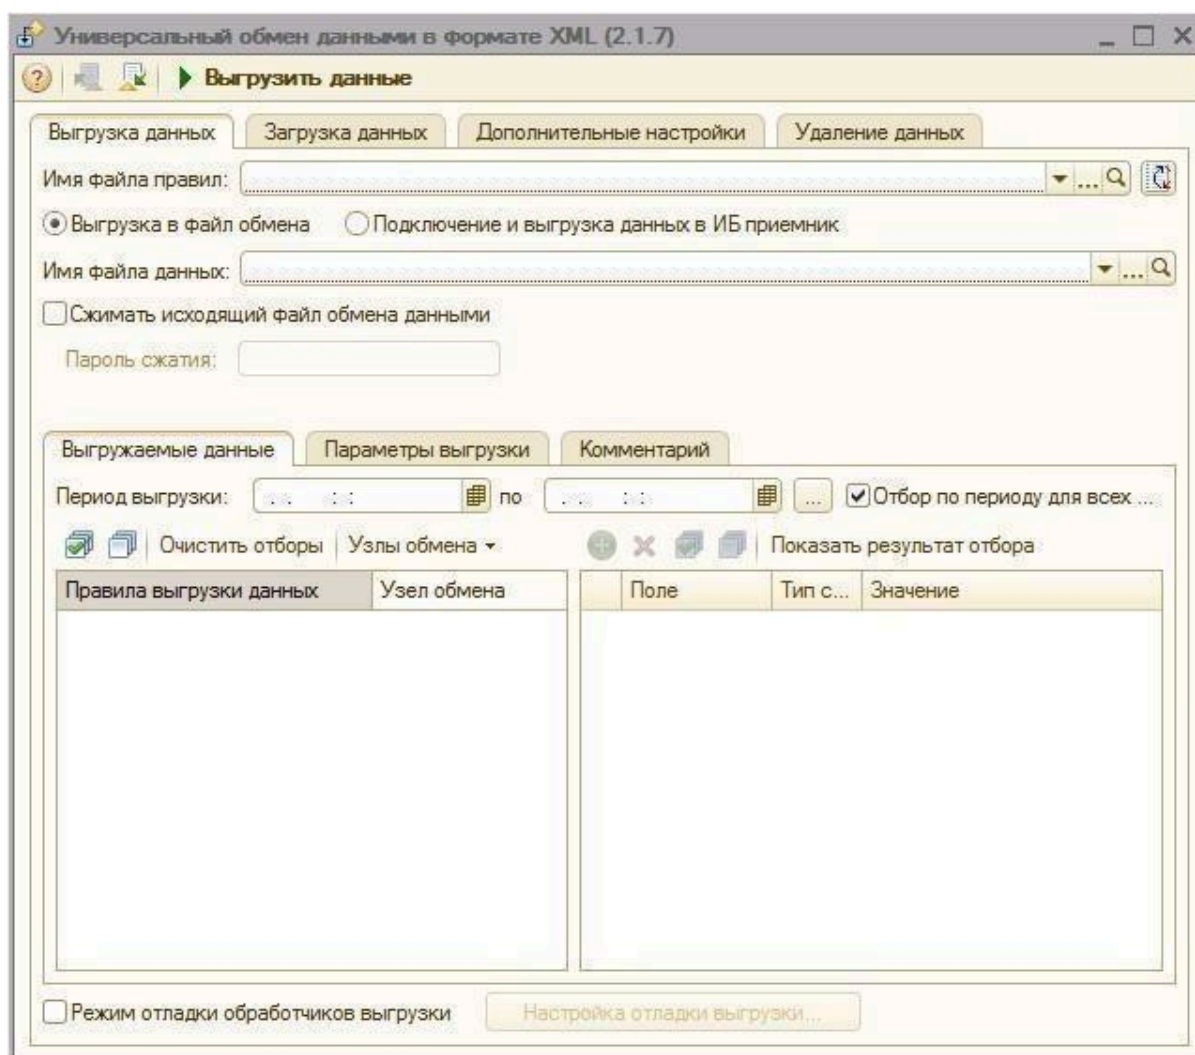 Универсальный обмен данными в формате XML (2.1.7)
Выгрузить данные
Выгрузка данных Загрузка данных Дополнительные настройки Удаление данных
Имя файла правил:
Выгрузка в файл обмена Подключение и выгрузка данных в ИБ приемник
Имя файла данных:
Сжимать исходящий файл обмена данными
Пароль сжатия:
Выгружаемые данные Параметры выгрузки Комментарий
Период выгрузки: . . : : по . . : : ... Отбор по периоду для всех ...
Очистить отборы Узлы обмена Показать результат отбора
Правила выгрузки данных Узел обмена Поле Тип с... Значение
Режим отладки обработчиков выгрузки Настройка отладки выгрузки...